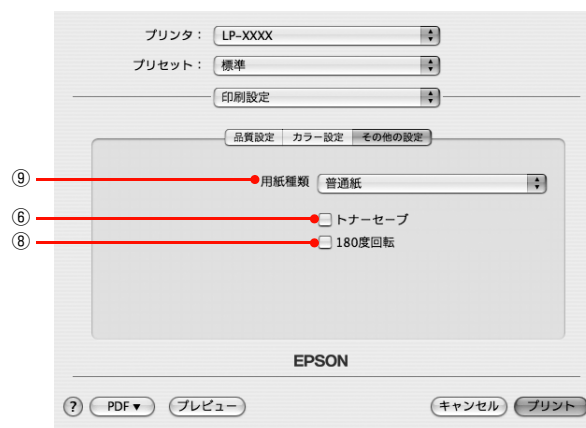 プリンタ： LP-XXXX
プリセット： 標準
印刷設定
品質設定 カラー設定 その他の設定
⑨ 用紙種類 普通紙
⑥ トナーセーブ
⑧ 180度回転
EPSON
? PDF▼ プレビュー キャンセル プリント